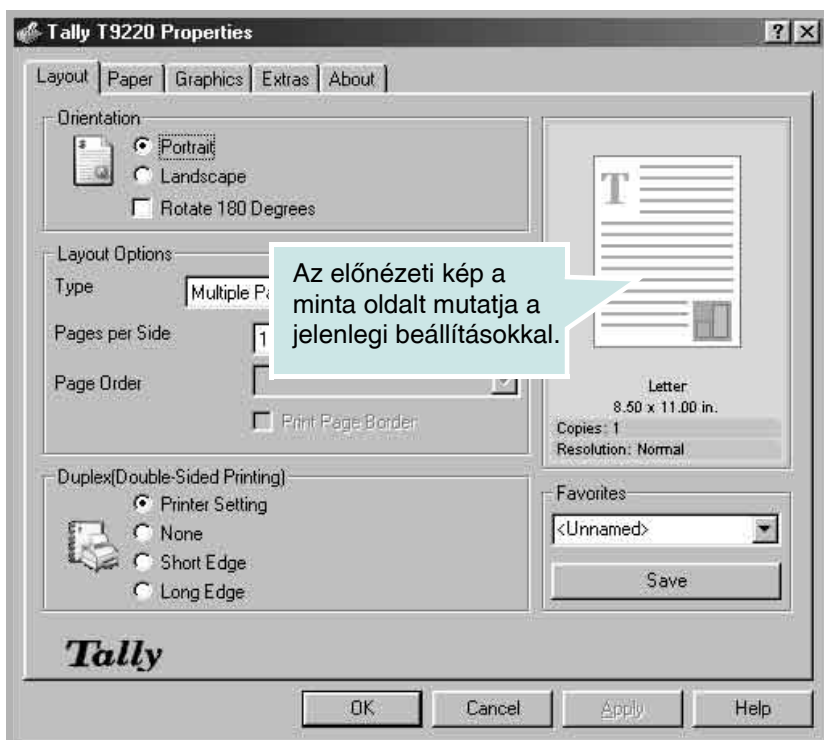 Tally T9220 Properties
Layout Paper Graphics Extras About
Orientation
Portrait
Landscape
Rotate 180 Degrees
Layout Options
Type
Multiple
Pages per Side
1
Page Order
Print Page Border
Az előnézeti kép a
minta oldalt mutatja a
jelenlegi beállításokkal.
Duplex(Double-Sided Printing)
Printer Setting
None
Short Edge
Long Edge
T
Letter
8.50 x 11.00 in.
Copies: 1
Resolution: Normal
Favorites
<Unnamed>
Save
Tally
OK Cancel Apply Help